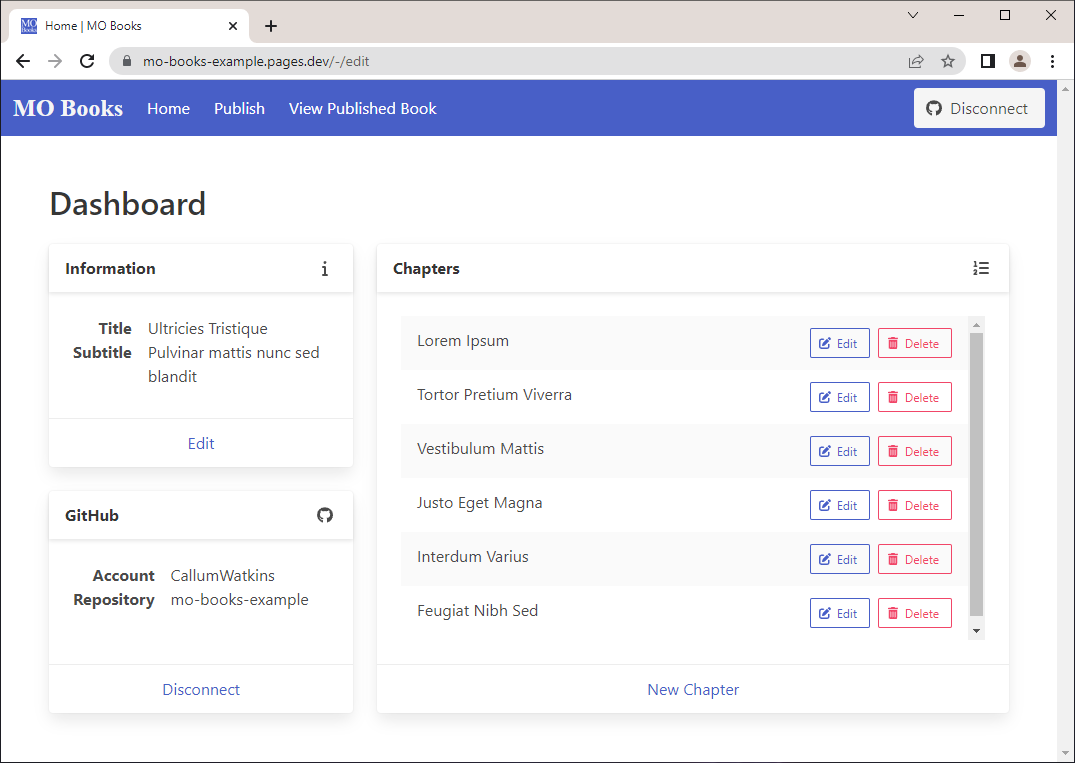 Home | MO Books
mo-books-example.pages.dev/-/edit
MO Books Home Publish View Published Book Disconnect
Dashboard
Information
Title Ultricies Tristique
Subtitle Pulvinar mattis nunc sed
blandit
Edit
GitHub
Account CallumWatkins
Repository mo-books-example
Disconnect
Chapters
Lorem Ipsum Edit Delete
Tortor Pretium Viverra Edit Delete
Vestibulum Mattis Edit Delete
Justo Eget Magna Edit Delete
Interdum Varius Edit Delete
Feugiat Nibh Sed Edit Delete
New Chapter